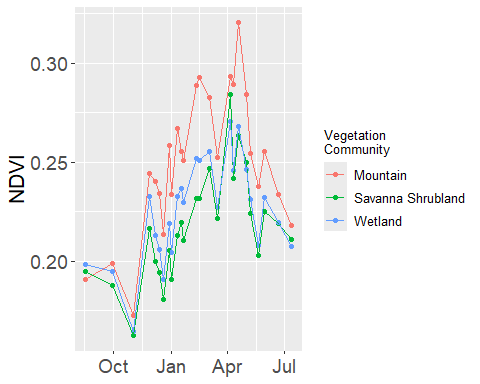 NDVI
0.30
0.25
0.20
Oct Jan Apr Jul
Vegetation
Community
Mountain
Savanna Shrubland
Wetland